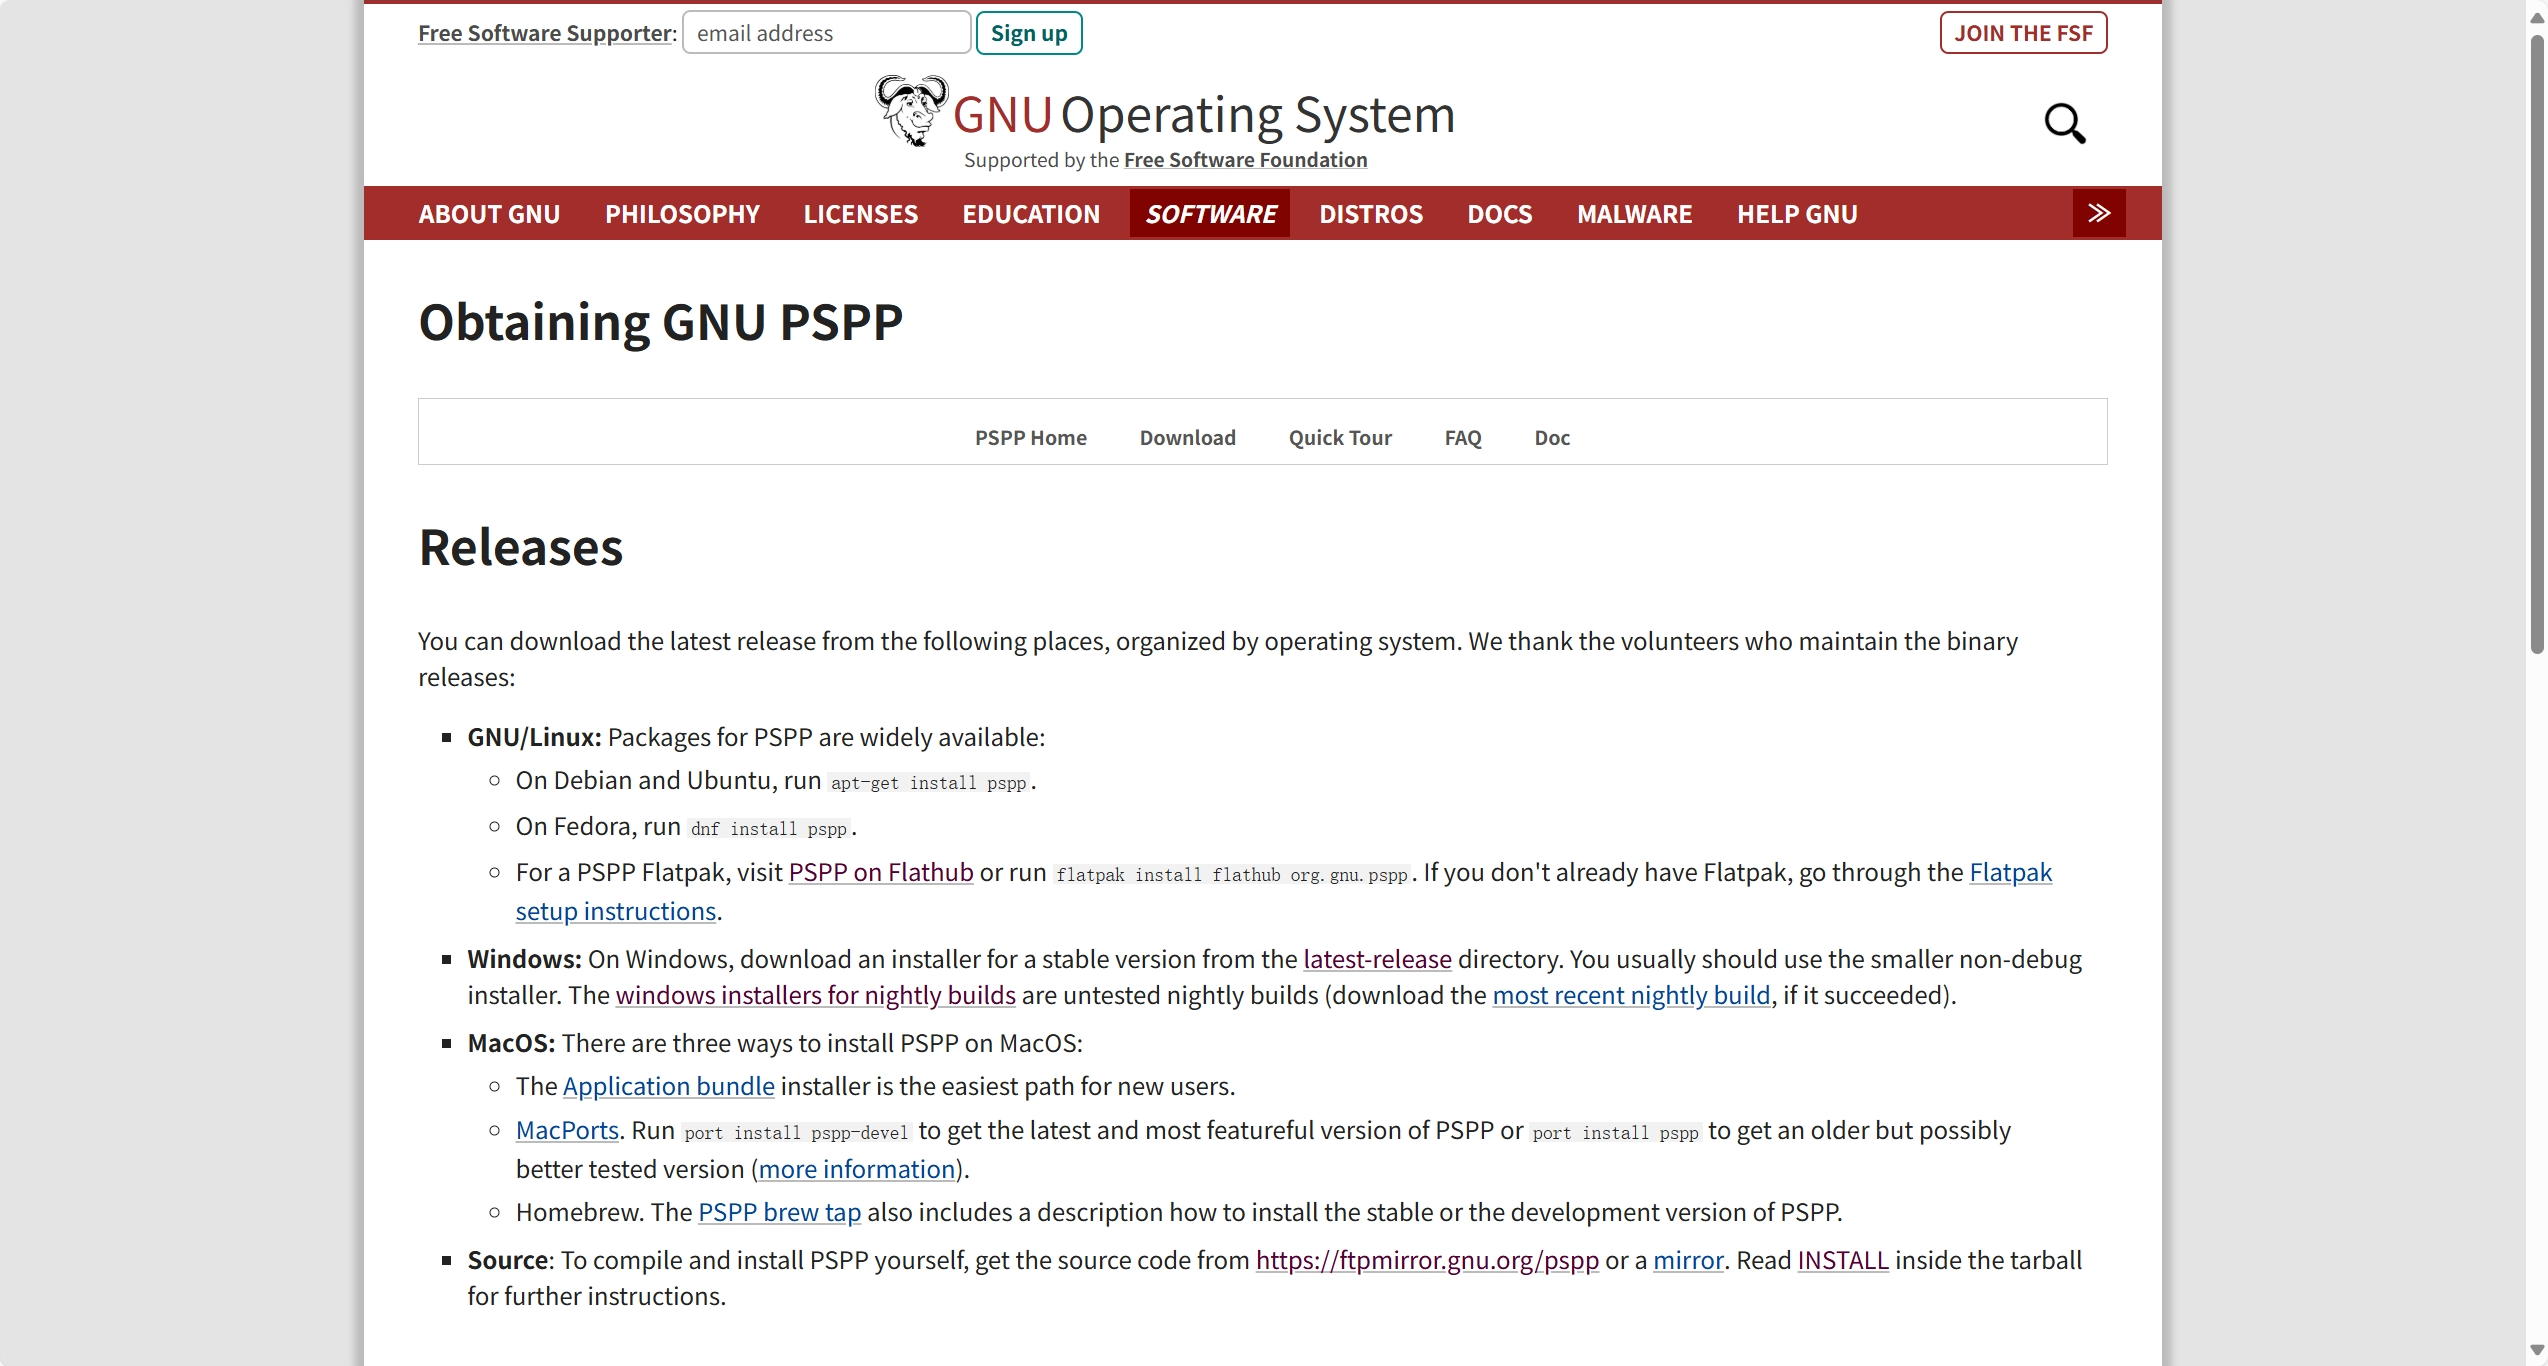 Free Software Supporter: email address Sign up JOIN THE FSF
GNU Operating System
Supported by the Free Software Foundation
ABOUT GNU PHILOSOPHY LICENSES EDUCATION SOFTWARE DISTROS DOCS MALWARE HELP GNU ≫
Obtaining GNU PSPP
PSPP Home Download Quick Tour FAQ Doc
Releases
You can download the latest release from the following places, organized by operating system. We thank the volunteers who maintain the binary
releases:
GNU/Linux: Packages for PSPP are widely available:
On Debian and Ubuntu, run apt-get install pspp.
On Fedora, run dnf install pspp.
For a PSPP Flatpak, visit PSPP on Flathub or run flatpak install flathub org.gnu.pspp. If you don't already have Flatpak, go through the Flatpak
setup instructions.
Windows: On Windows, download an installer for a stable version from the latest-release directory. You usually should use the smaller non-debug
installer. The windows installers for nightly builds are untested nightly builds (download the most recent nightly build, if it succeeded).
MacOS: There are three ways to install PSPP on MacOS:
The Application bundle installer is the easiest path for new users.
MacPorts. Run port install pspp-devel to get the latest and most featureful version of PSPP or port install pspp to get an older but possibly
better tested version (more information).
Homebrew. The PSPP brew tap also includes a description how to install the stable or the development version of PSPP.
Source: To compile and install PSPP yourself, get the source code from https://ftpmirror.gnu.org/pspp or a mirror. Read INSTALL inside the tarball
for further instructions.